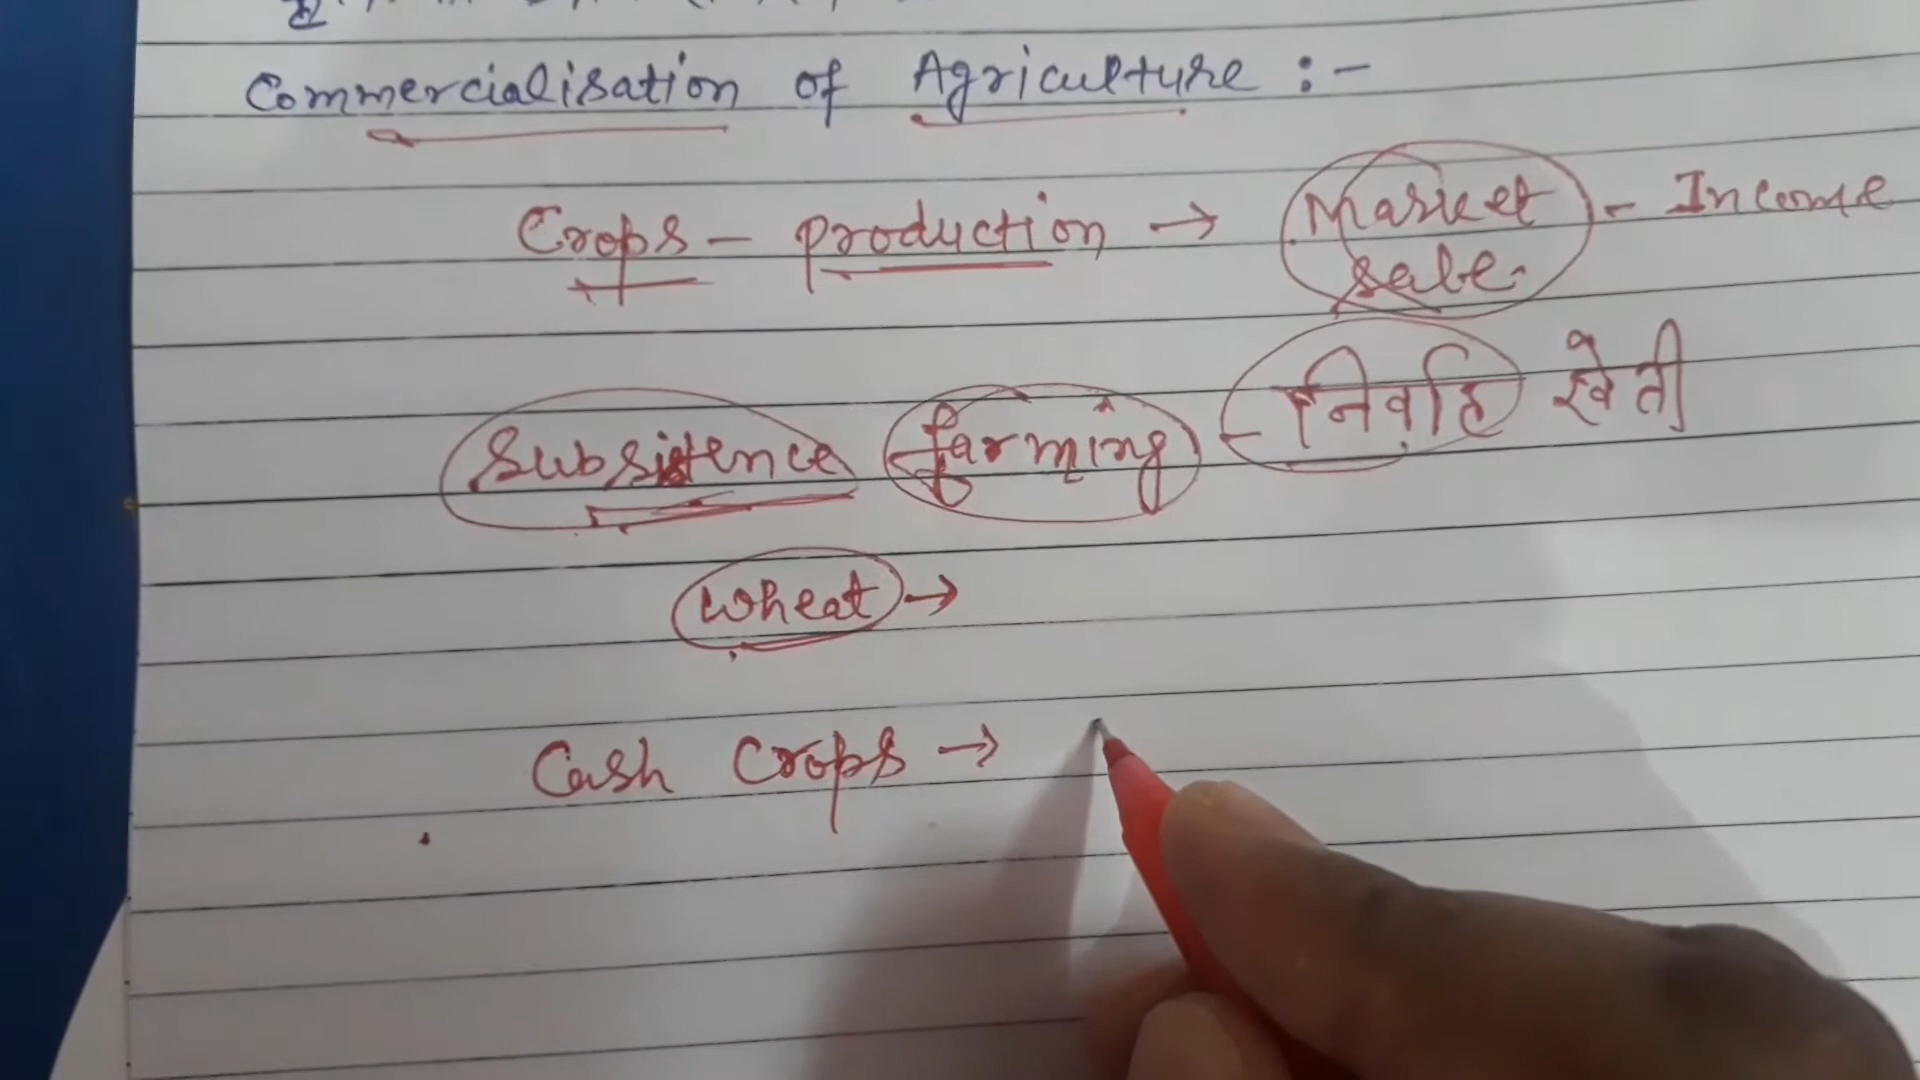 Commercialisation of Agriculture :-
Crops - production → Market - Income
sale.
Subsistence farming - निर्वाह खेती
Wheat →
Cash Crops →